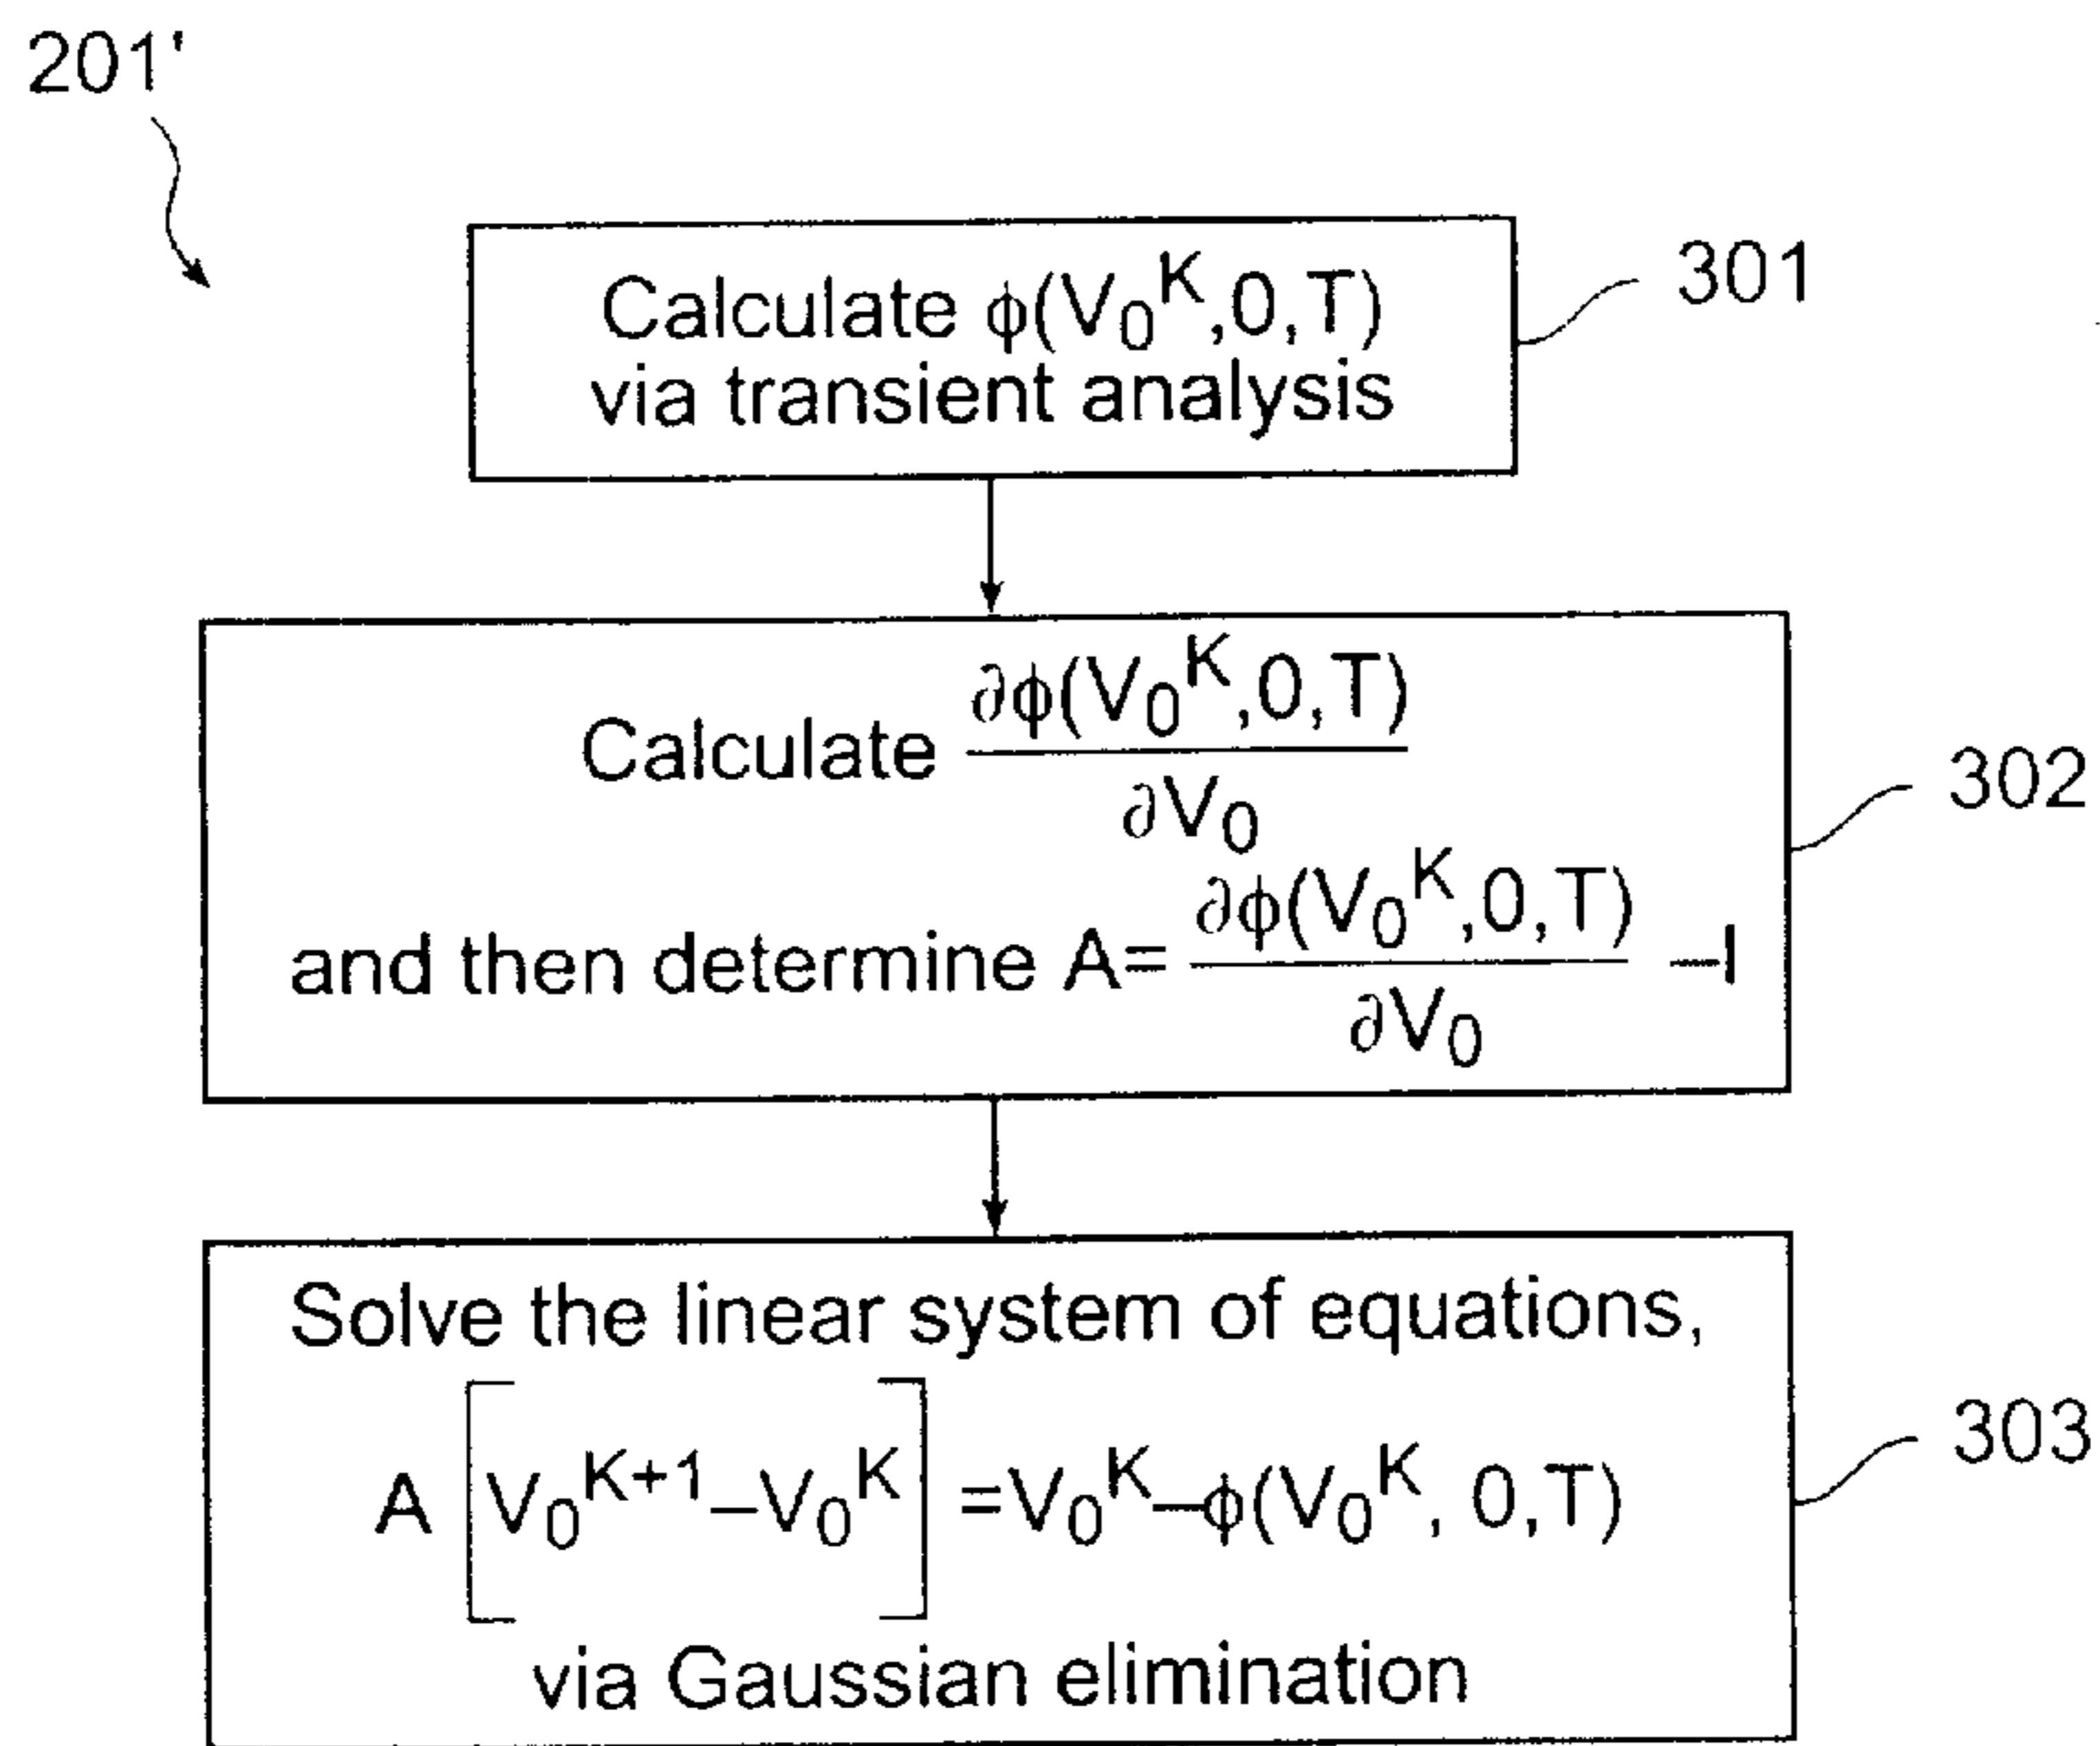 201'
Calculate ϕ(V₀ᴷ,0,T)
via transient analysis
301
Calculate ∂ϕ(V₀ᴷ,0,T)/∂V₀
and then determine A= ∂ϕ(V₀ᴷ,0,T)/∂V₀ –I
302
Solve the linear system of equations,
A [V₀ᴷ⁺¹–V₀ᴷ] =V₀ᴷ–ϕ(V₀ᴷ, 0,T)
via Gaussian elimination
303